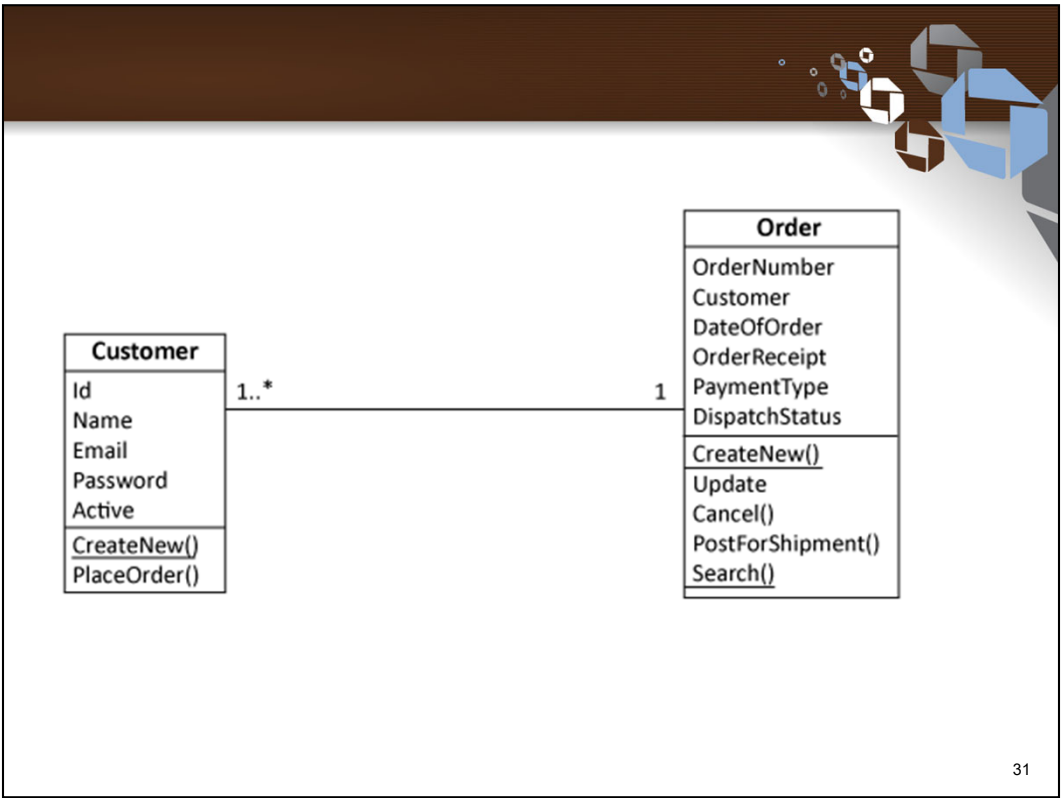 Customer
Id
Name
Email
Password
Active
CreateNew()
PlaceOrder()
1..*
1
Order
OrderNumber
Customer
DateOfOrder
OrderReceipt
PaymentType
DispatchStatus
CreateNew()
Update
Cancel()
PostForShipment()
Search()
31